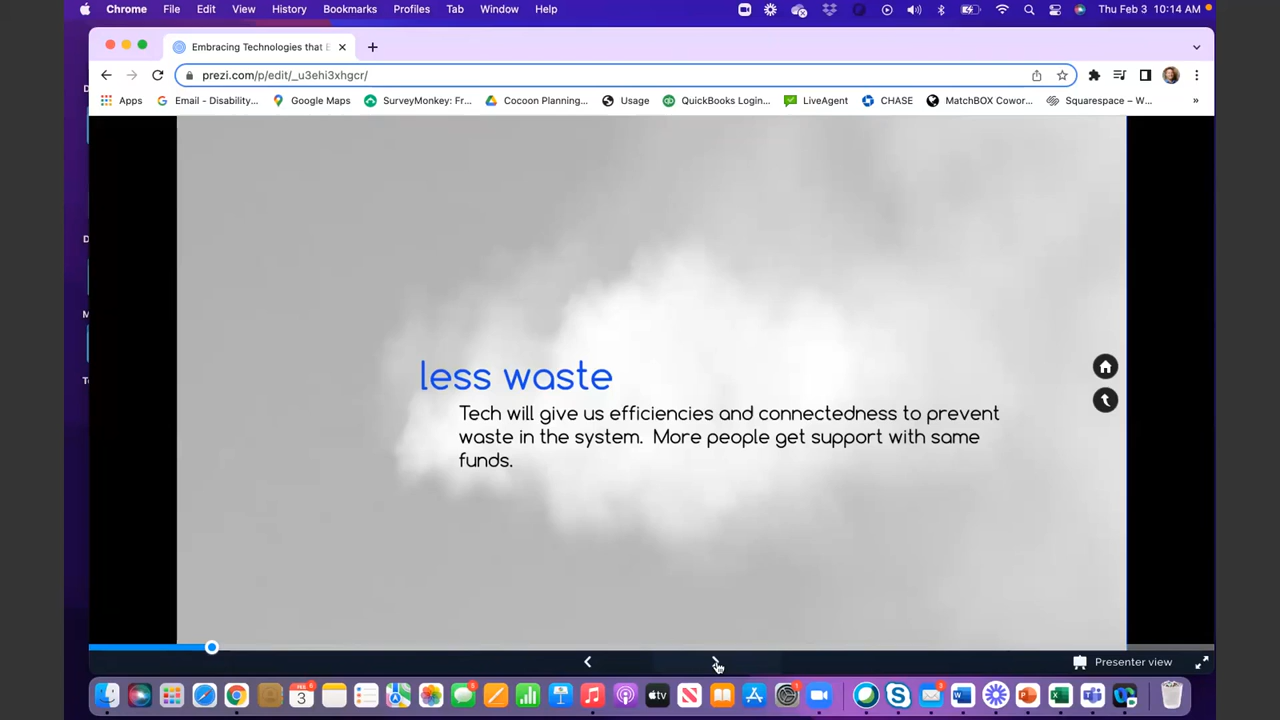 Chrome File Edit View History Bookmarks Profiles Tab Window Help Thu Feb 3 10:14 AM
Embracing Technologies that
prezi.com/p/edit/_u3ehi3xhgcr/
Apps Email - Disability... Google Maps SurveyMonkey: Fr... Cocoon Planning... Usage QuickBooks Login... LiveAgent CHASE MatchBOX Cowor... Squarespace – W... »
less waste
Tech will give us efficiencies and connectedness to prevent
waste in the system. More people get support with same
funds.
Presenter view